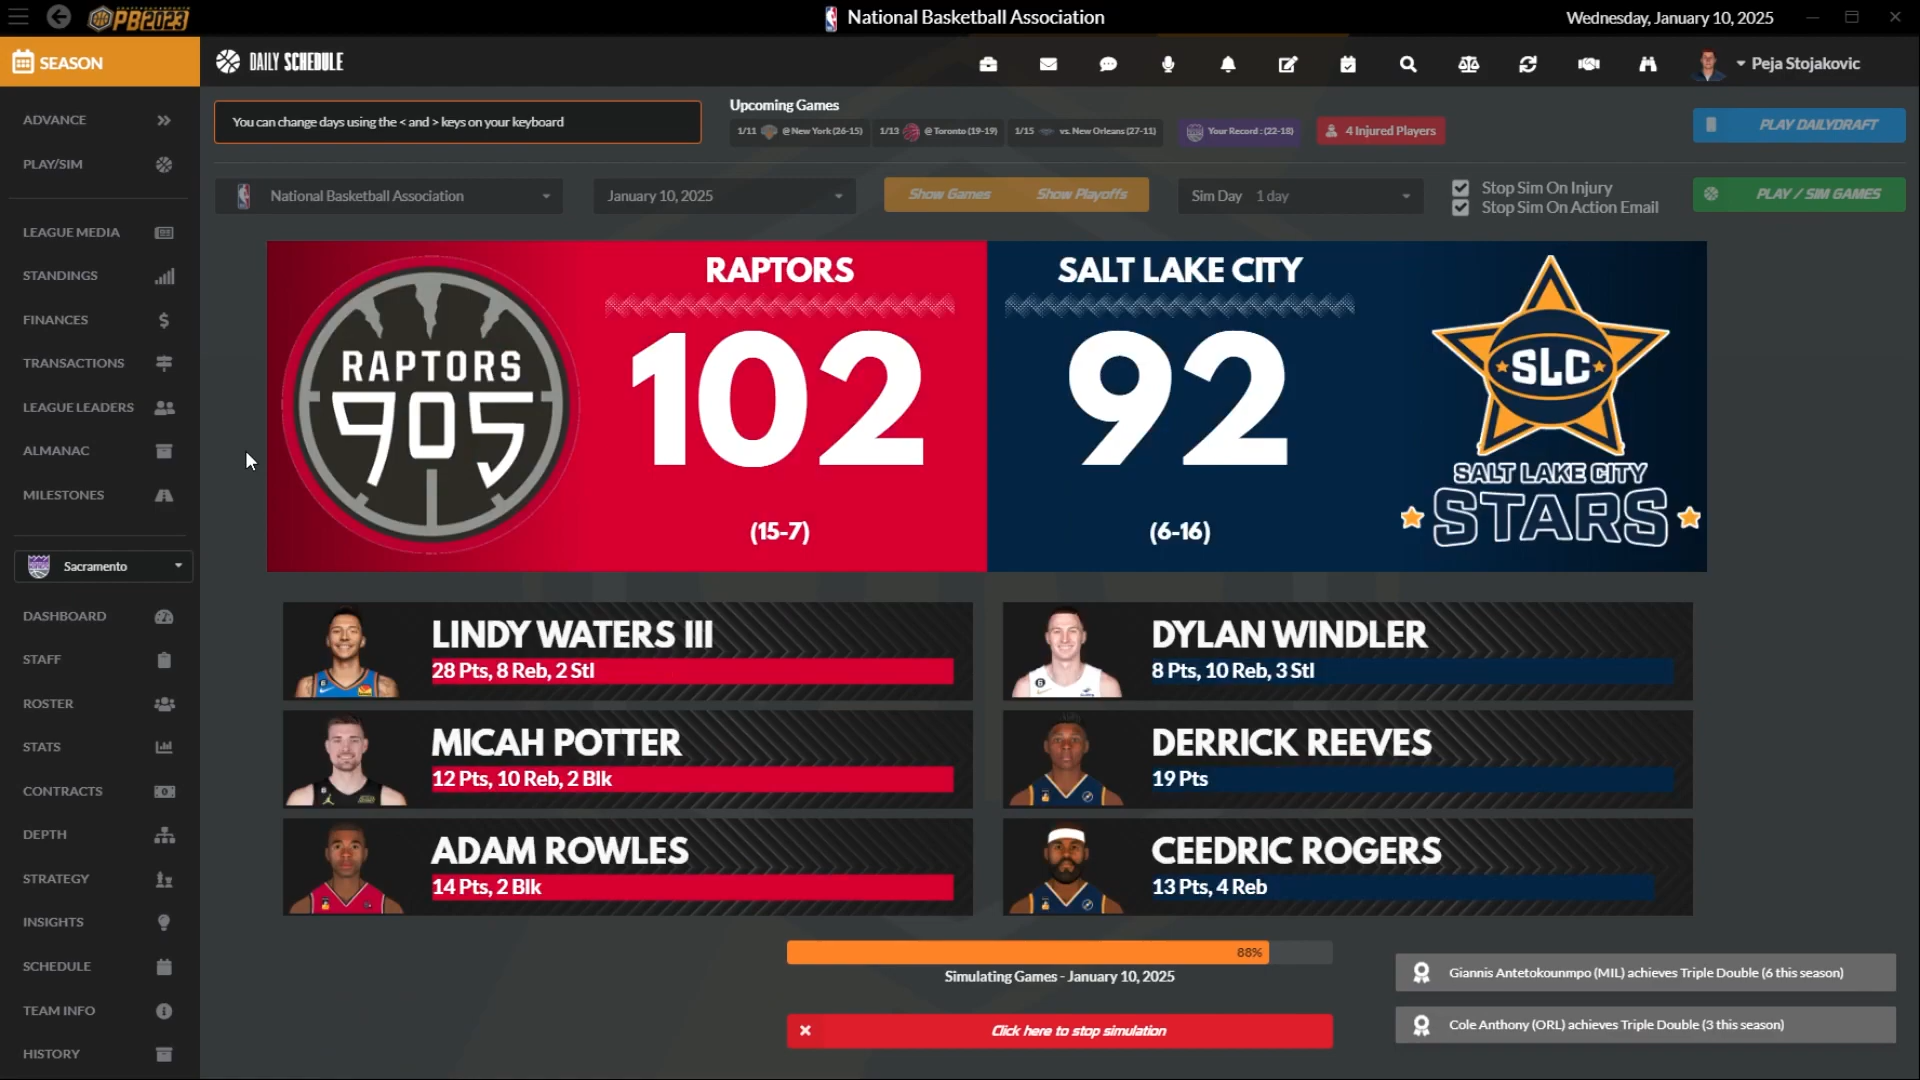 PB2023
National Basketball Association
Wednesday, January 10, 2025
SEASON
DAILY SCHEDULE
Peja Stojakovic
ADVANCE
PLAY/SIM
LEAGUE MEDIA
STANDINGS
FINANCES
TRANSACTIONS
LEAGUE LEADERS
ALMANAC
MILESTONES
Sacramento
DASHBOARD
STAFF
ROSTER
STATS
CONTRACTS
DEPTH
STRATEGY
INSIGHTS
SCHEDULE
TEAM INFO
HISTORY
You can change days using the < and > keys on your keyboard
Upcoming Games
1/11 @ New York (26-15)
1/13 @ Toronto (19-19)
1/15 vs. New Orleans (27-11)
Your Record : (22-18)
4 Injured Players
PLAY DAILYDRAFT
National Basketball Association
January 10, 2025
Show Games
Show Playoffs
Sim Day 1 day
Stop Sim On Injury
Stop Sim On Action Email
PLAY / SIM GAMES
RAPTORS
905
RAPTORS
102
(15-7)
SALT LAKE CITY
92
(6-16)
SLC
SALT LAKE CITY
STARS
LINDY WATERS III
28 Pts, 8 Reb, 2 Stl
MICAH POTTER
12 Pts, 10 Reb, 2 Blk
ADAM ROWLES
14 Pts, 2 Blk
DYLAN WINDLER
8 Pts, 10 Reb, 3 Stl
DERRICK REEVES
19 Pts
CEEDRIC ROGERS
13 Pts, 4 Reb
88%
Simulating Games - January 10, 2025
Click here to stop simulation
Giannis Antetokounmpo (MIL) achieves Triple Double (6 this season)
Cole Anthony (ORL) achieves Triple Double (3 this season)